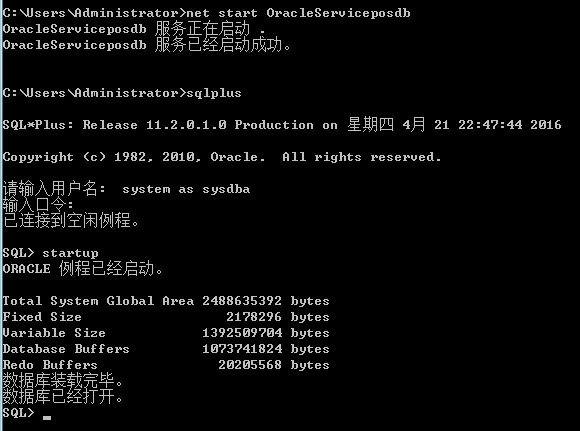 C:\Users\Administrator>net start OracleServiceposdb
OracleServiceposdb 服务正在启动 .
OracleServiceposdb 服务已经启动成功。
C:\Users\Administrator>sqlplus
SQL*Plus: Release 11.2.0.1.0 Production on 星期四 4月 21 22:47:44 2016
Copyright (c) 1982, 2010, Oracle.  All rights reserved.
请输入用户名:  system as sysdba
输入口令:
已连接到空闲例程。
SQL> startup
ORACLE 例程已经启动。
Total System Global Area 2488635392 bytes
Fixed Size                  2178296 bytes
Variable Size            1392509704 bytes
Database Buffers         1073741824 bytes
Redo Buffers               20205568 bytes
数据库装载完毕。
数据库已经打开。
SQL> _